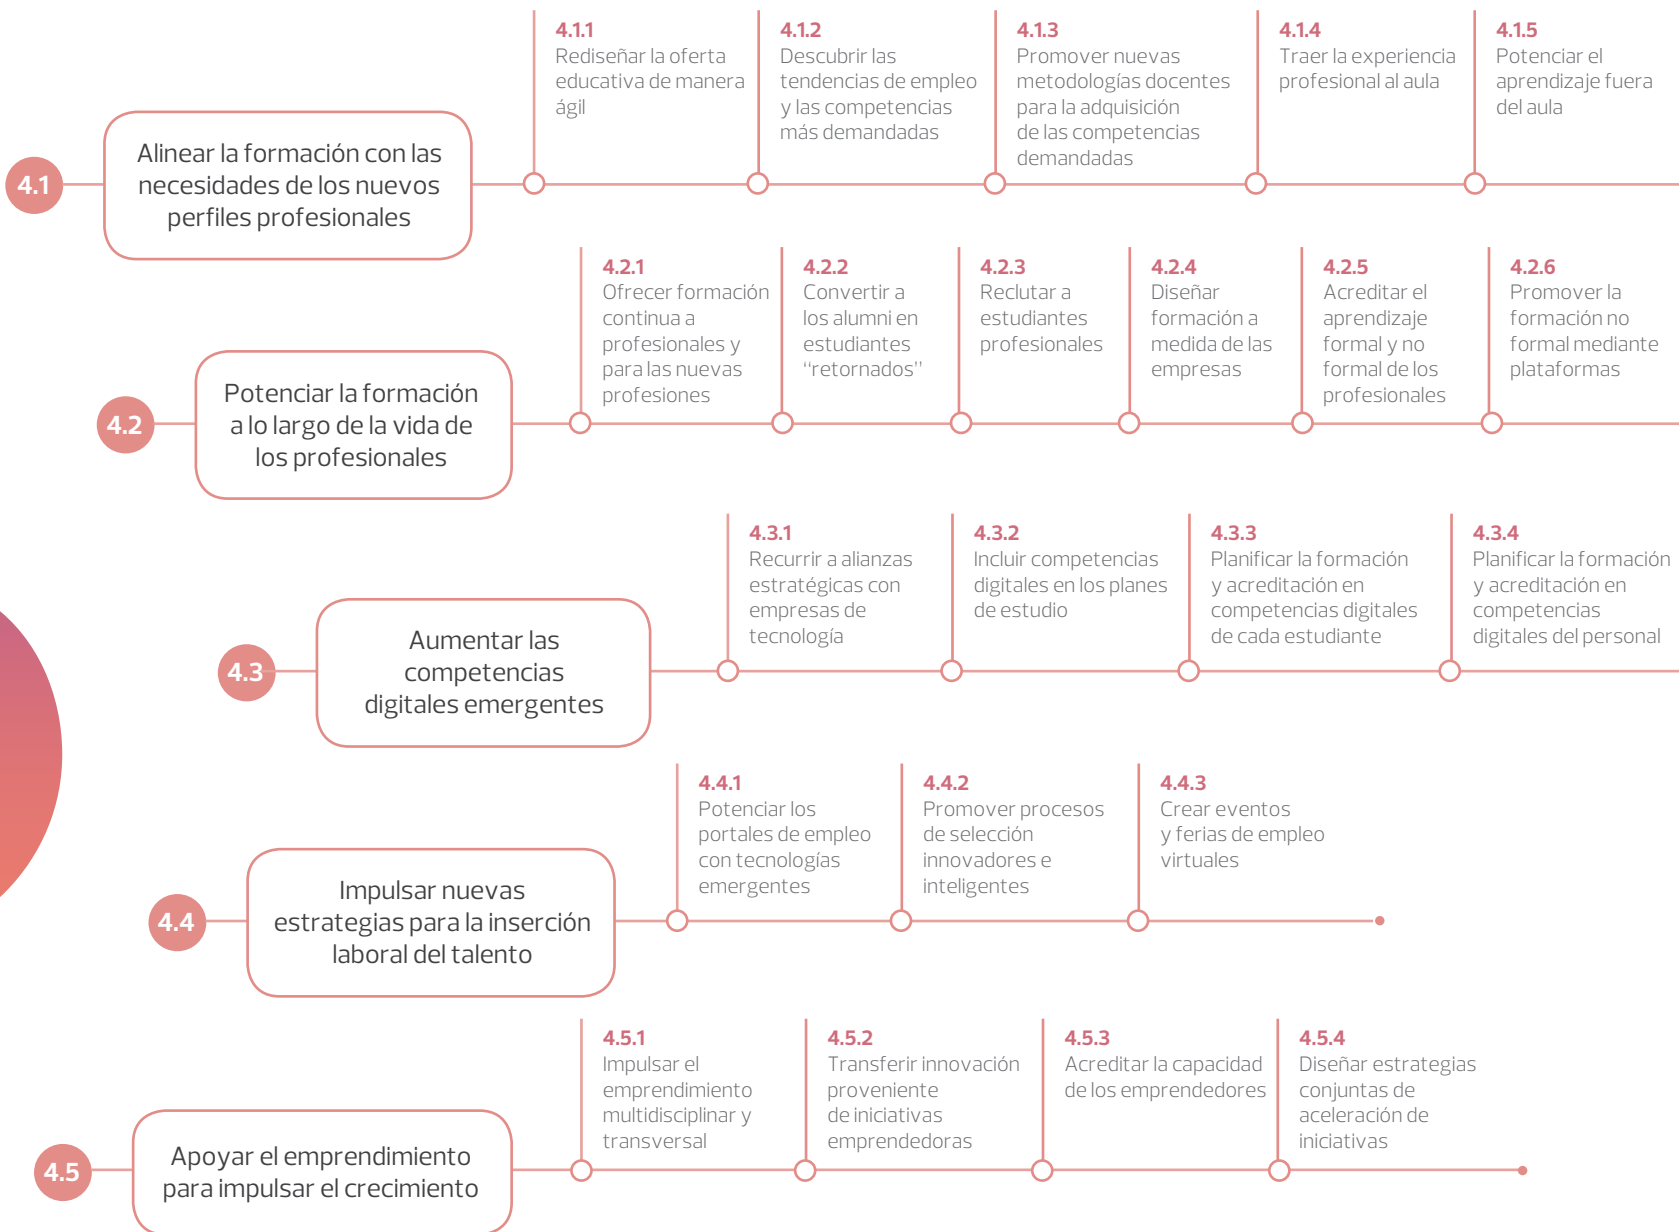 4.1
Alinear la formación con las
necesidades de los nuevos
perfiles profesionales
4.1.1
Rediseñar la oferta
educativa de manera
ágil
4.1.2
Descubrir las
tendencias de empleo
y las competencias
más demandadas
4.1.3
Promover nuevas
metodologías docentes
para la adquisición
de las competencias
demandadas
4.1.4
Traer la experiencia
profesional al aula
4.1.5
Potenciar el
aprendizaje fuera
del aula
4.2
Potenciar la formación
a lo largo de la vida de
los profesionales
4.2.1
Ofrecer formación
continua a
profesionales y
para las nuevas
profesiones
4.2.2
Convertir a
los alumni en
estudiantes
“retornados”
4.2.3
Reclutar a
estudiantes
profesionales
4.2.4
Diseñar
formación a
medida de las
empresas
4.2.5
Acreditar el
aprendizaje
formal y no
formal de los
profesionales
4.2.6
Promover la
formación no
formal mediante
plataformas
4.3
Aumentar las
competencias
digitales emergentes
4.3.1
Recurrir a alianzas
estratégicas con
empresas de
tecnología
4.3.2
Incluir competencias
digitales en los planes
de estudio
4.3.3
Planificar la formación
y acreditación en
competencias digitales
de cada estudiante
4.3.4
Planificar la formación
y acreditación en
competencias
digitales del personal
4.4
Impulsar nuevas
estrategias para la inserción
laboral del talento
4.4.1
Potenciar los
portales de empleo
con tecnologías
emergentes
4.4.2
Promover procesos
de selección
innovadores e
inteligentes
4.4.3
Crear eventos
y ferias de empleo
virtuales
4.5
Apoyar el emprendimiento
para impulsar el crecimiento
4.5.1
Impulsar el
emprendimiento
multidisciplinar y
transversal
4.5.2
Transferir innovación
proveniente
de iniciativas
emprendedoras
4.5.3
Acreditar la capacidad
de los emprendedores
4.5.4
Diseñar estrategias
conjuntas de
aceleración de
iniciativas